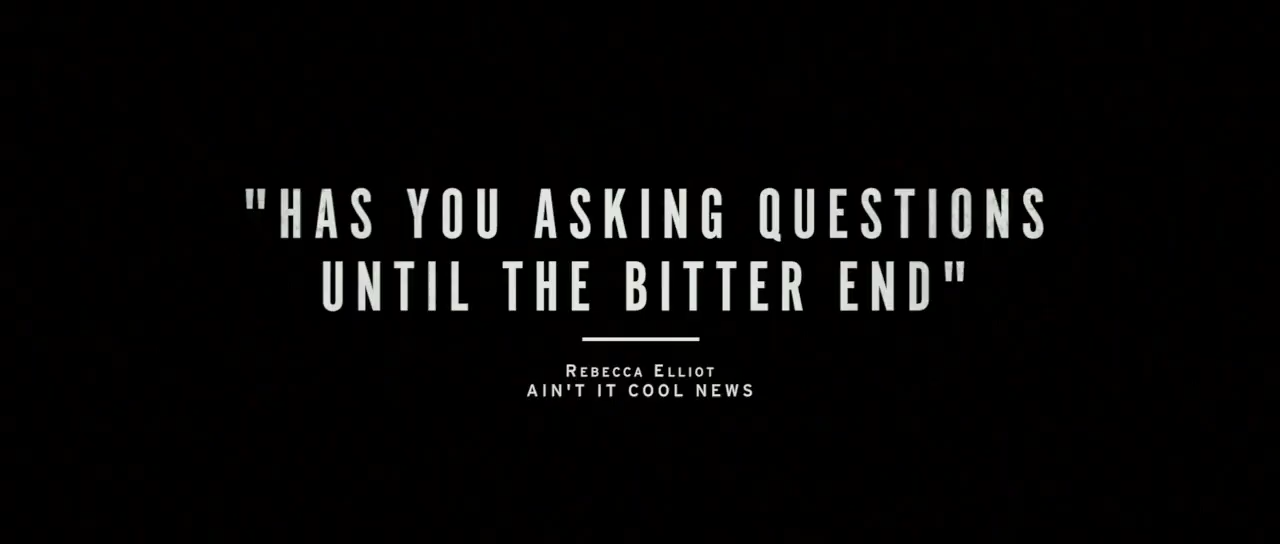 "HAS YOU ASKING QUESTIONS
UNTIL THE BITTER END"
REBECCA ELLIOT
AIN'T IT COOL NEWS